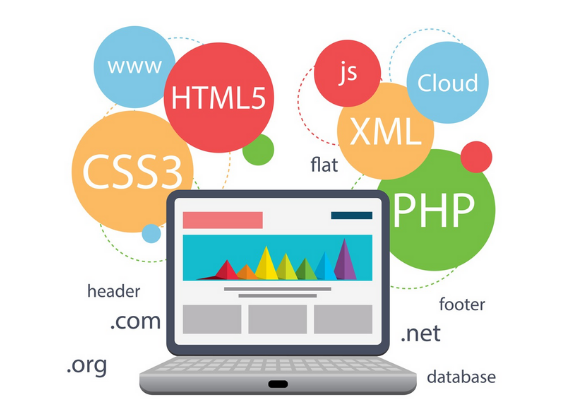 www
HTML5
CSS3
js
Cloud
XML
flat
PHP
header
.com
.org
footer
.net
database